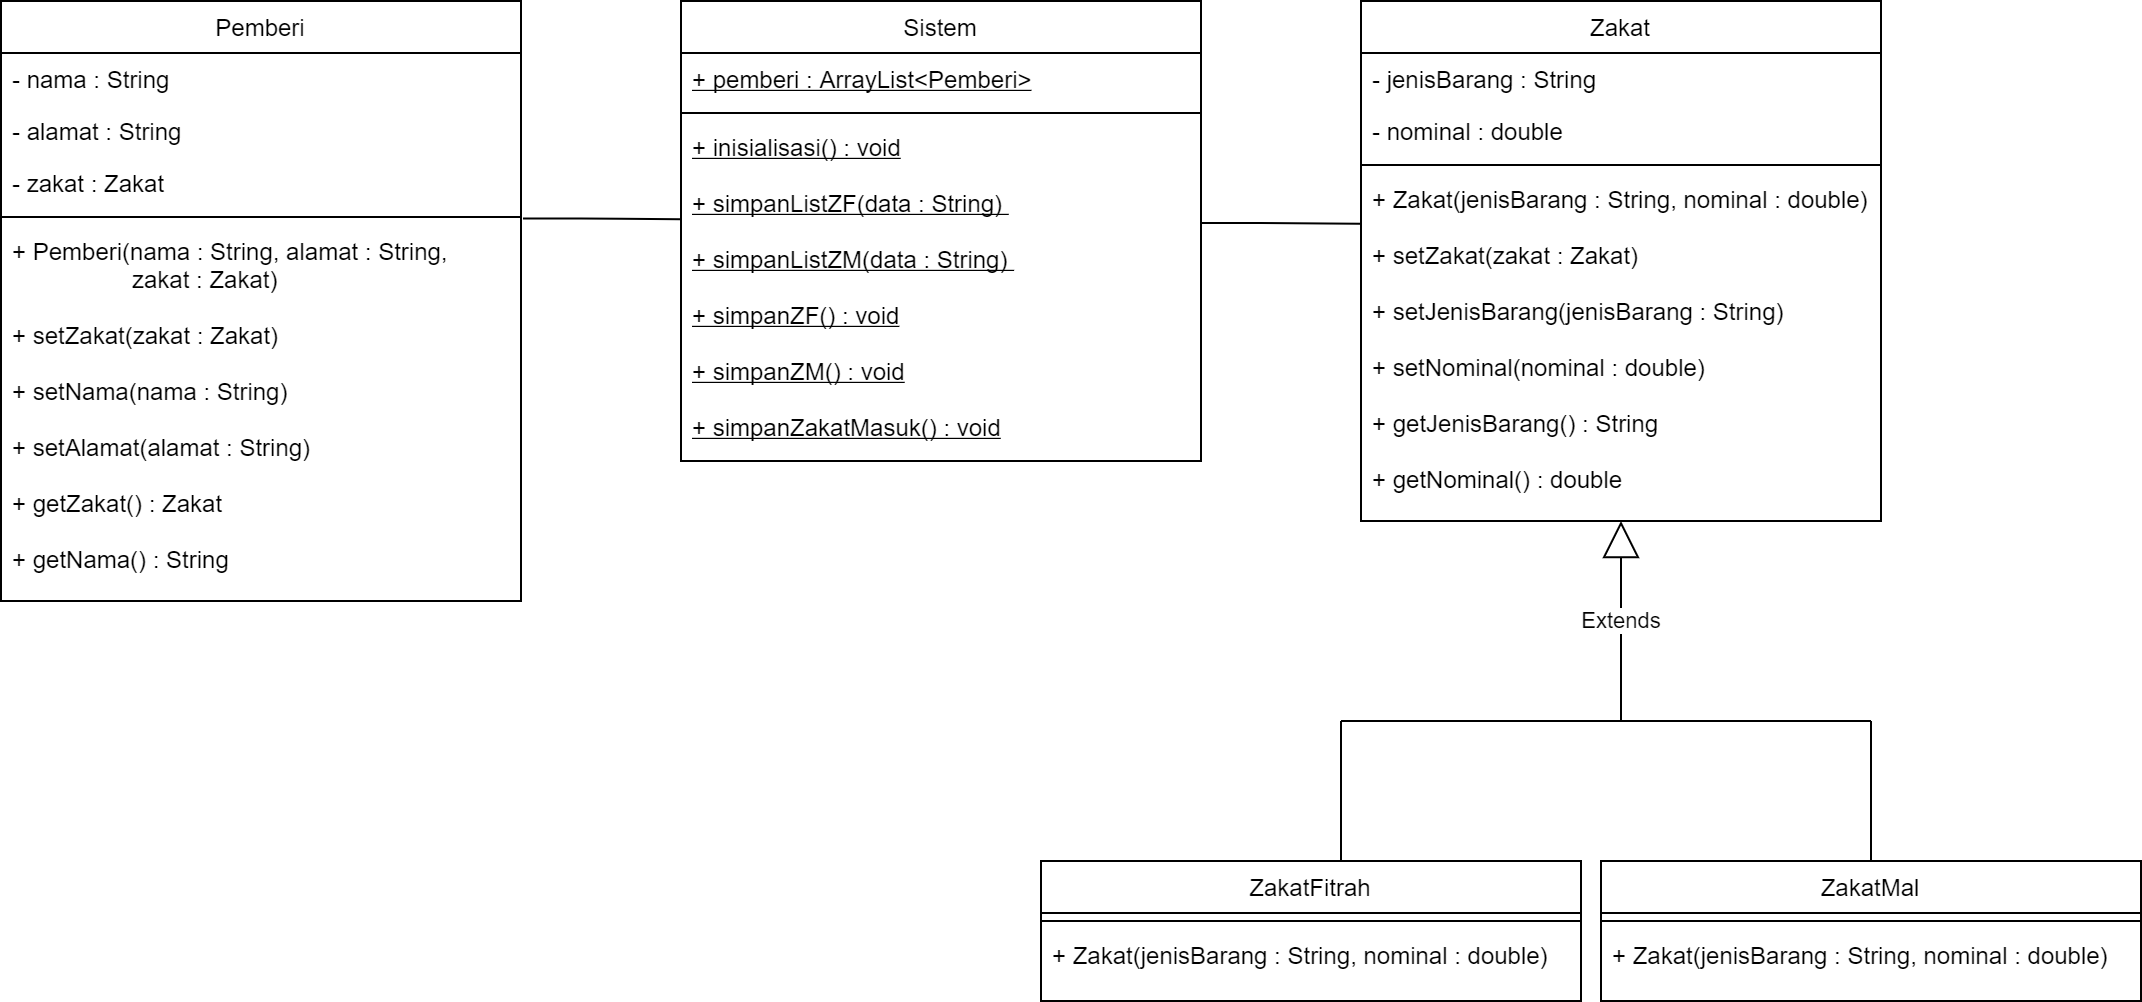 Pemberi
- nama : String
- alamat : String
- zakat : Zakat
+ Pemberi(nama : String, alamat : String,
zakat : Zakat)
+ setZakat(zakat : Zakat)
+ setNama(nama : String)
+ setAlamat(alamat : String)
+ getZakat() : Zakat
+ getNama() : String
Sistem
+ pemberi : ArrayList<Pemberi>
+ inisialisasi() : void
+ simpanListZF(data : String)
+ simpanListZM(data : String)
+ simpanZF() : void
+ simpanZM() : void
+ simpanZakatMasuk() : void
Zakat
- jenisBarang : String
- nominal : double
+ Zakat(jenisBarang : String, nominal : double)
+ setZakat(zakat : Zakat)
+ setJenisBarang(jenisBarang : String)
+ setNominal(nominal : double)
+ getJenisBarang() : String
+ getNominal() : double
Extends
ZakatFitrah
+ Zakat(jenisBarang : String, nominal : double)
ZakatMal
+ Zakat(jenisBarang : String, nominal : double)